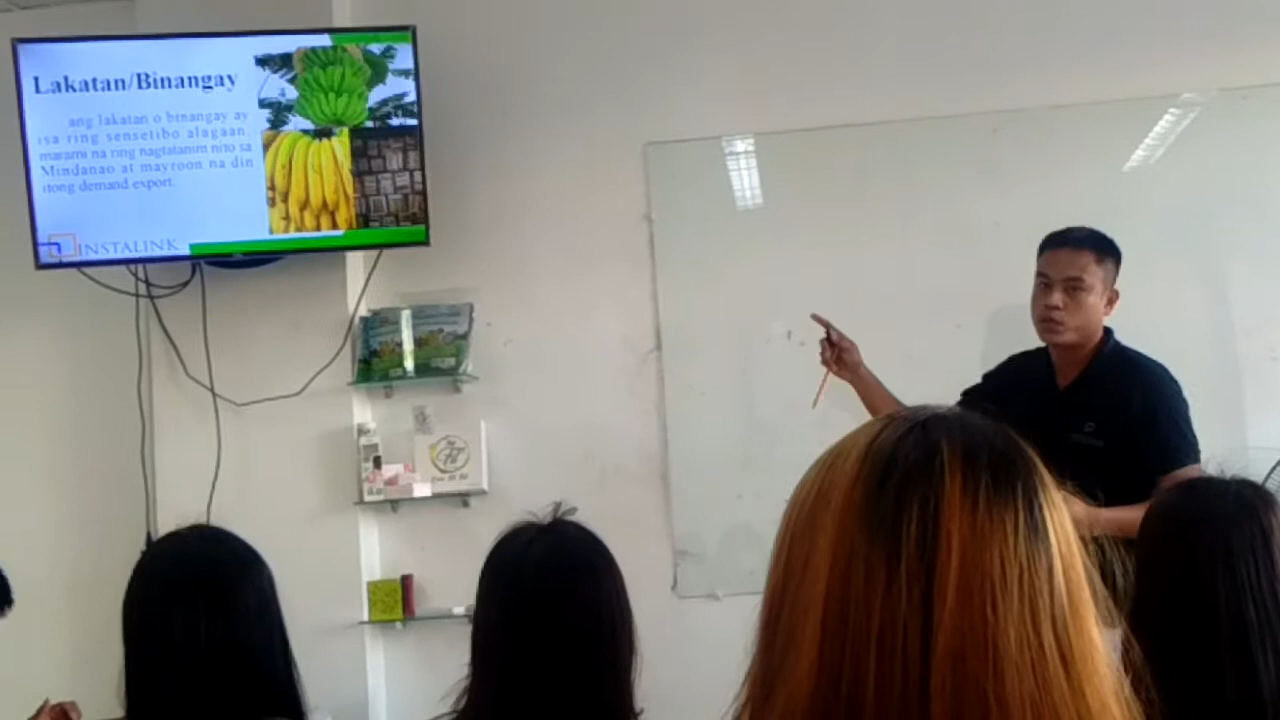 Lakatan/Binangay
ang lakatan o binangay ay
isa ring sensetibo alagaan,
marami na ring nagtatanim nito sa
Mindanao at mayroon na din
itong demand export.
INSTALINK